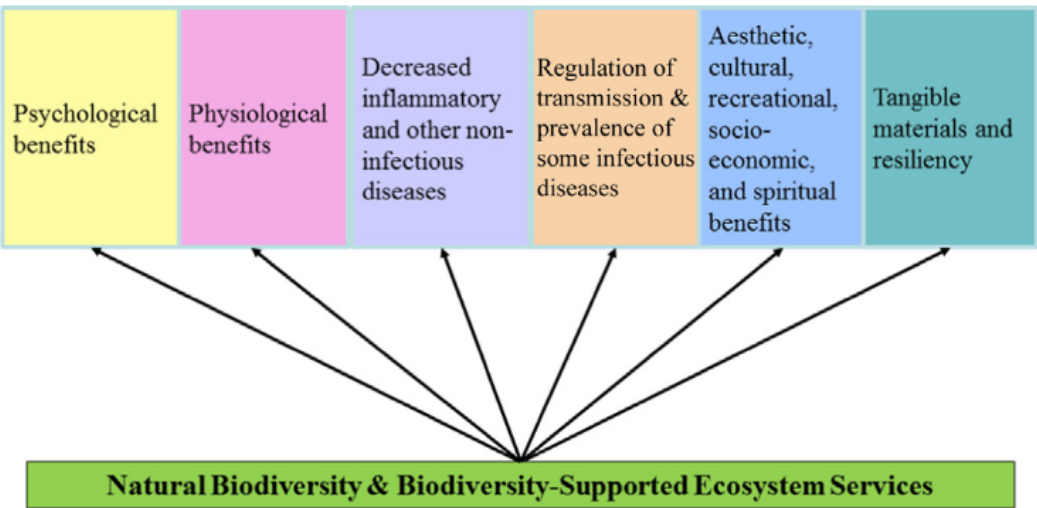 Psychological
benefits
Physiological
benefits
Decreased
inflammatory
and other non-
infectious
diseases
Regulation of
transmission &
prevalence of
some infectious
diseases
Aesthetic,
cultural,
recreational,
socio-
economic,
and spiritual
benefits
Tangible
materials and
resiliency
Natural Biodiversity & Biodiversity-Supported Ecosystem Services